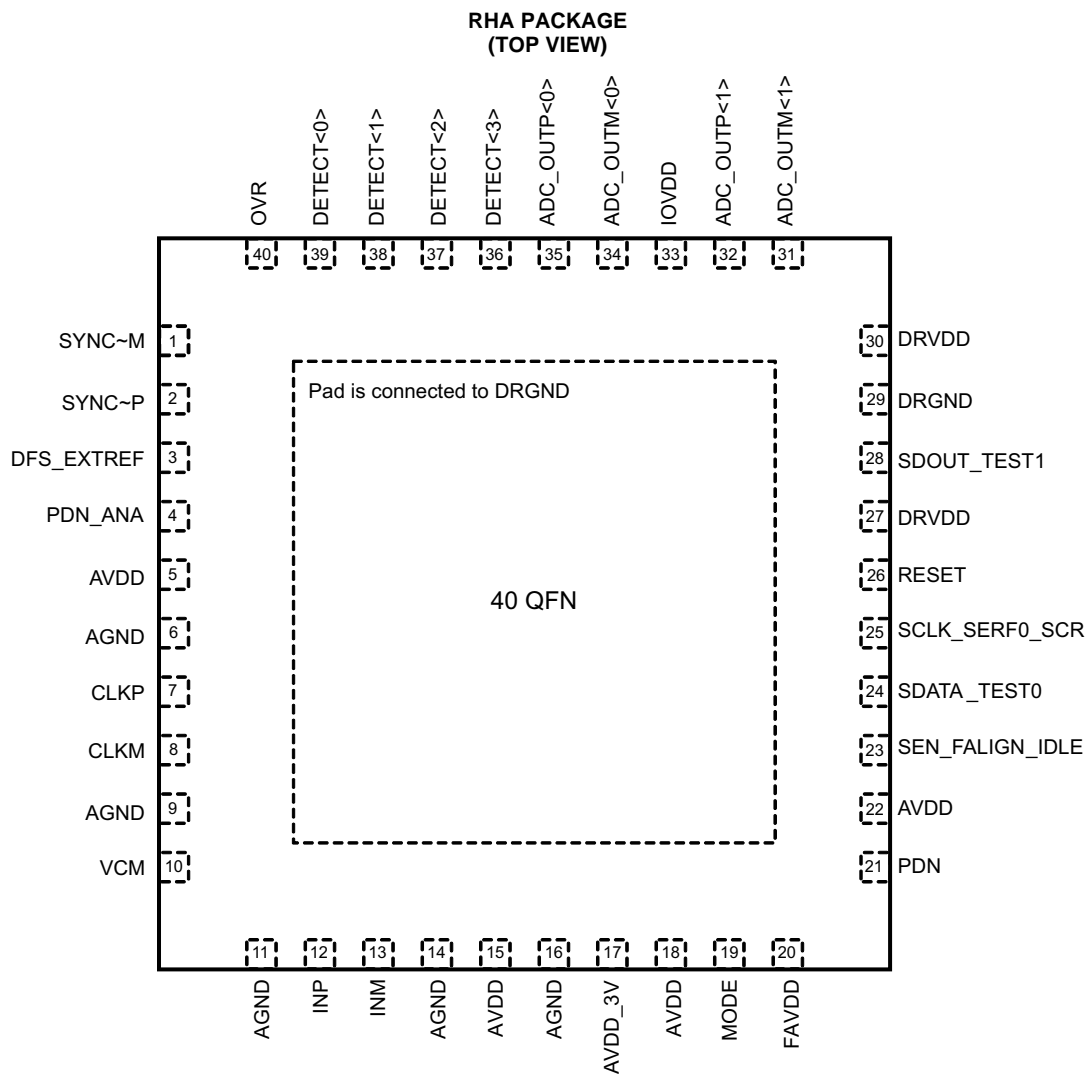 RHA PACKAGE
(TOP VIEW)
OVR
DETECT<0>
DETECT<1>
DETECT<2>
DETECT<3>
ADC_OUTP<0>
ADC_OUTM<0>
IOVDD
ADC_OUTP<1>
ADC_OUTM<1>
40 39 38 37 36 35 34 33 32 31
SYNC~M 1
SYNC~P 2
DFS_EXTREF 3
PDN_ANA 4
AVDD 5
AGND 6
CLKP 7
CLKM 8
AGND 9
VCM 10
Pad is connected to DRGND
40 QFN
30 DRVDD
29 DRGND
28 SDOUT_TEST1
27 DRVDD
26 RESET
25 SCLK_SERF0_SCR
24 SDATA_TEST0
23 SEN_FALIGN_IDLE
22 AVDD
21 PDN
11 12 13 14 15 16 17 18 19 20
AGND
INP
INM
AGND
AVDD
AGND
AVDD_3V
AVDD
MODE
FAVDD